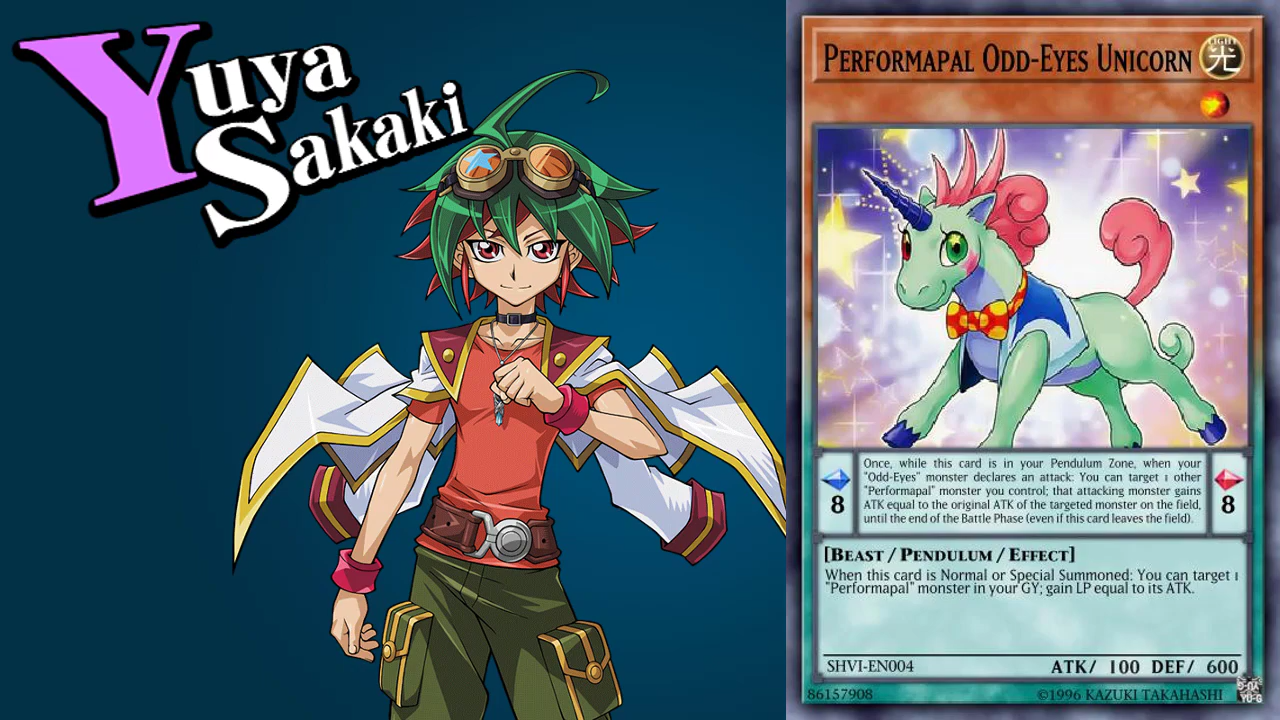 Yuya
Sakaki
PERFORMAPAL ODD-EYES UNICORN
LIGHT
光
Once, while this card is in your Pendulum Zone, when your
"Odd-Eyes" monster declares an attack: You can target 1 other
"Performapal" monster you control; that attacking monster gains
ATK equal to the original ATK of the targeted monster on the field,
until the end of the Battle Phase (even if this card leaves the field).
8
8
[BEAST / PENDULUM / EFFECT]
When this card is Normal or Special Summoned: You can target 1
"Performapal" monster in your GY; gain LP equal to its ATK.
SHVI-EN004
ATK/ 100 DEF/ 600
86157908
©1996 KAZUKI TAKAHASHI